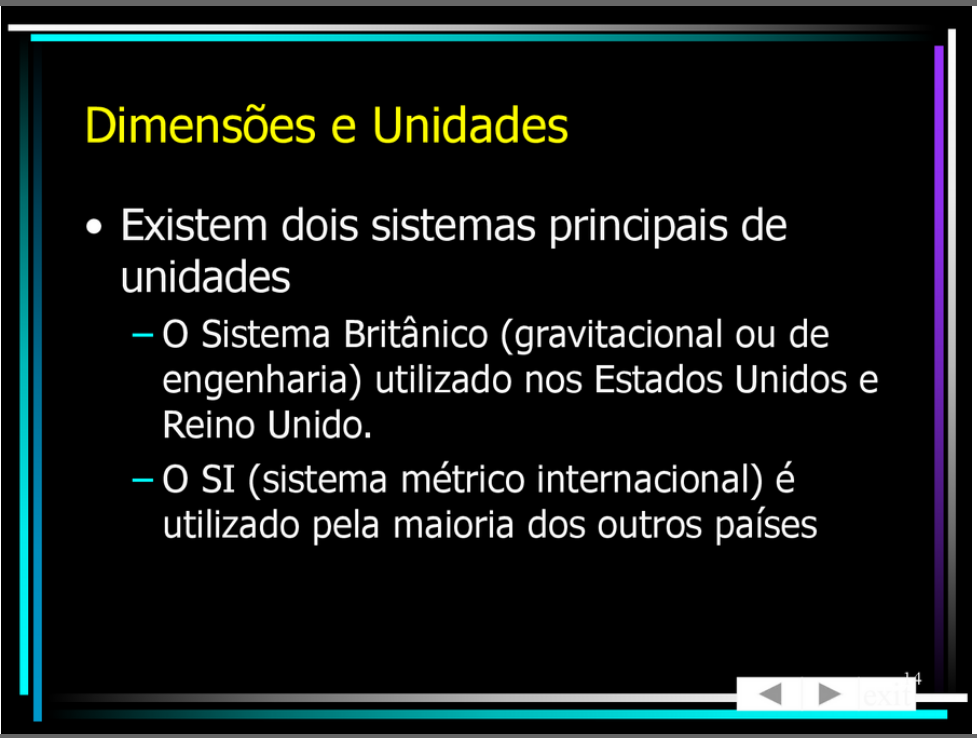 Dimensões e Unidades
• Existem dois sistemas principais de
unidades
– O Sistema Britânico (gravitacional ou de
engenharia) utilizado nos Estados Unidos e
Reino Unido.
– O SI (sistema métrico internacional) é
utilizado pela maioria dos outros países
14
exit